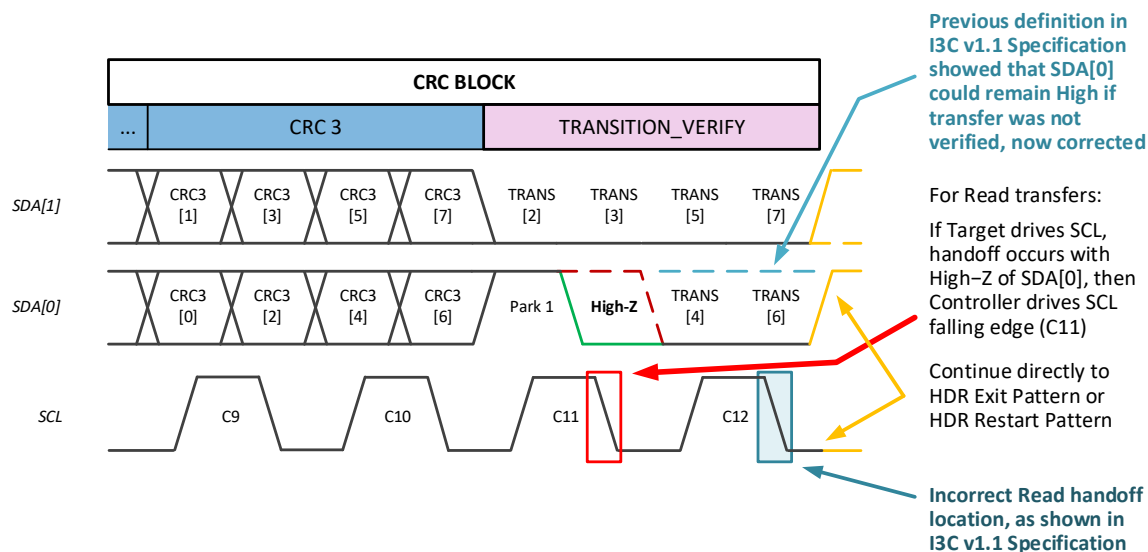 Previous definition in
I3C v1.1 Specification
showed that SDA[0]
could remain High if
transfer was not
verified, now corrected
CRC BLOCK
... CRC 3 TRANSITION_VERIFY
SDA[1] CRC3 [1] CRC3 [3] CRC3 [5] CRC3 [7] TRANS [2] TRANS [3] TRANS [5] TRANS [7]
SDA[0] CRC3 [0] CRC3 [2] CRC3 [4] CRC3 [6] Park 1 High-Z TRANS [4] TRANS [6]
SCL C9 C10 C11 C12
For Read transfers:
If Target drives SCL,
handoff occurs with
High–Z of SDA[0], then
Controller drives SCL
falling edge (C11)
Continue directly to
HDR Exit Pattern or
HDR Restart Pattern
Incorrect Read handoff
location, as shown in
I3C v1.1 Specification